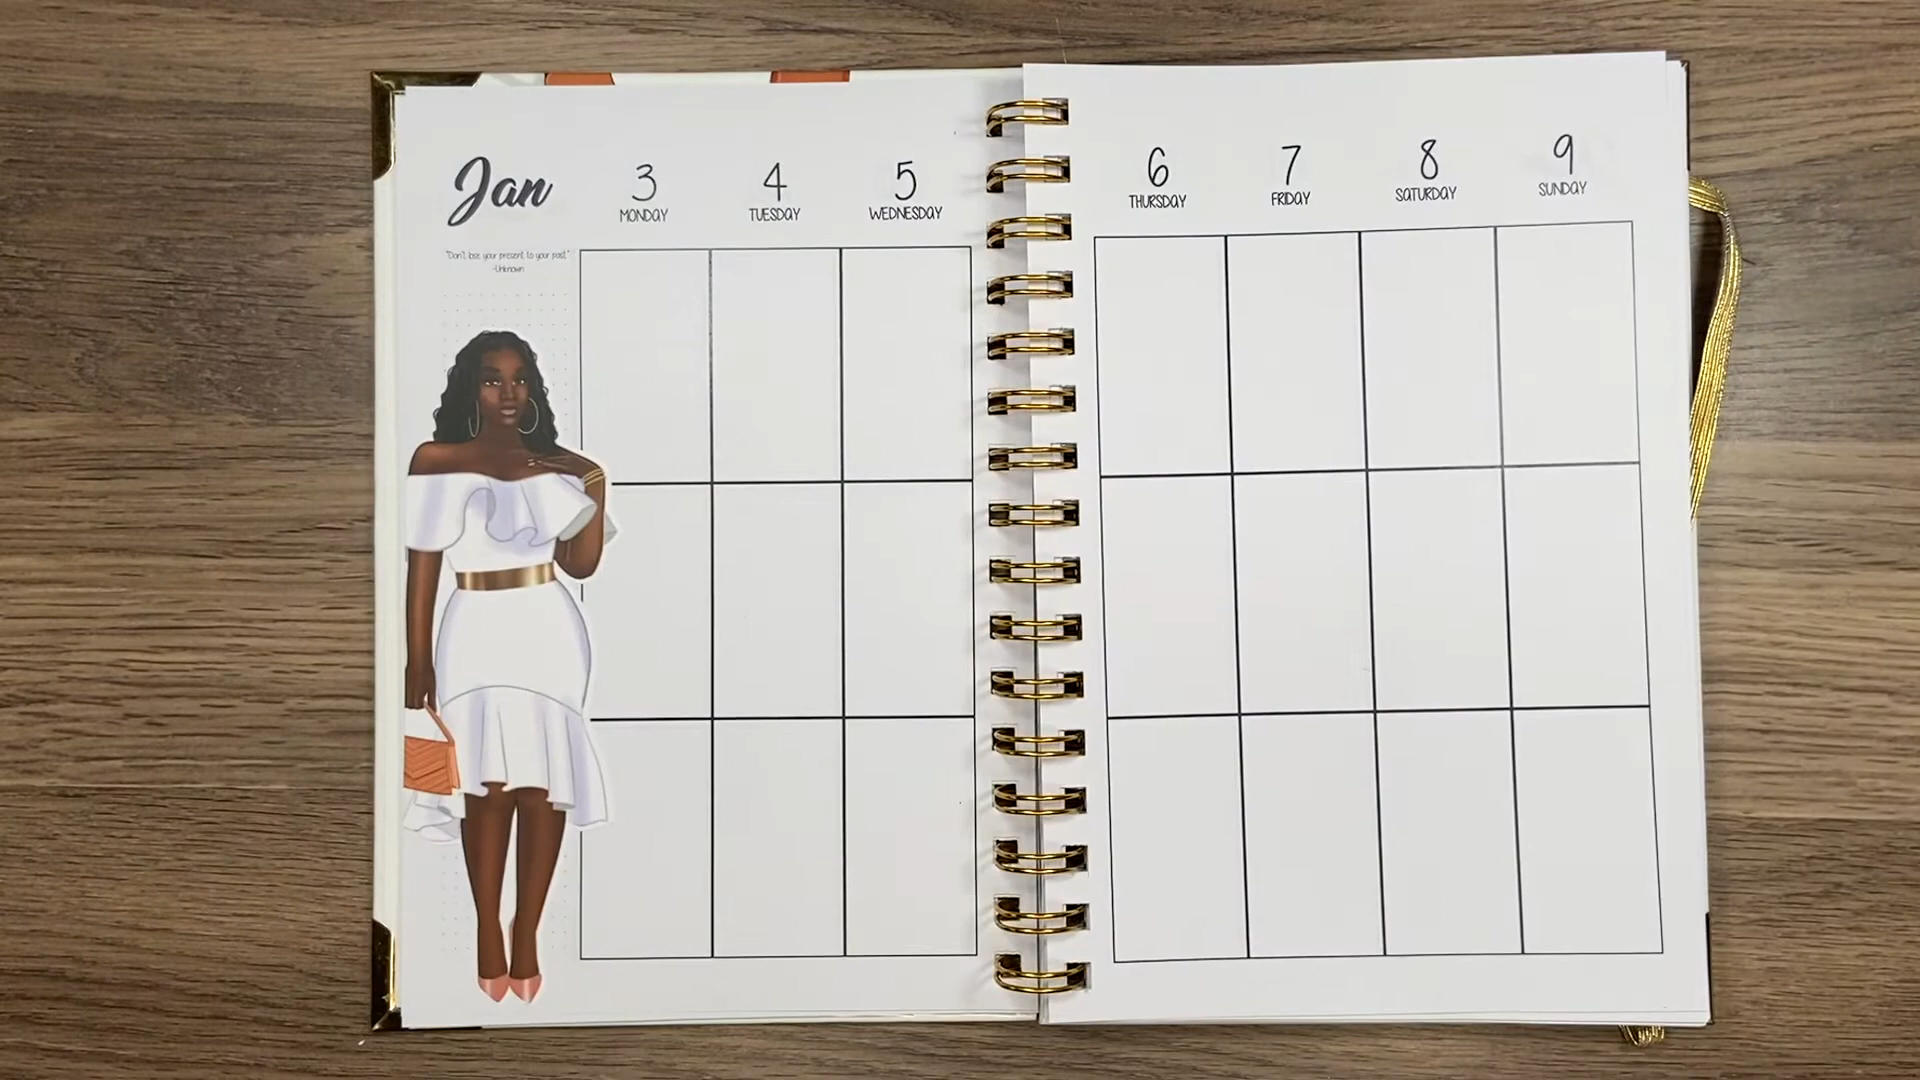 Jan
3
MONDAY
4
TUESDAY
5
WEDNESDAY
6
THURSDAY
7
FRIDAY
8
SATURDAY
9
SUNDAY
"Don't lose your present to your past."
-Unknown